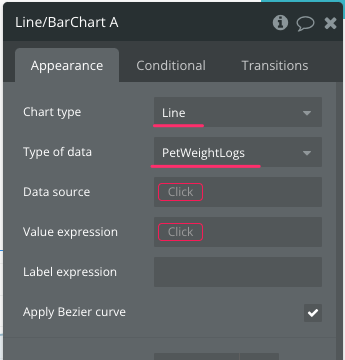 Line/BarChart A
Appearance Conditional Transitions
Chart type Line
Type of data PetWeightLogs
Data source Click
Value expression Click
Label expression
Apply Bezier curve